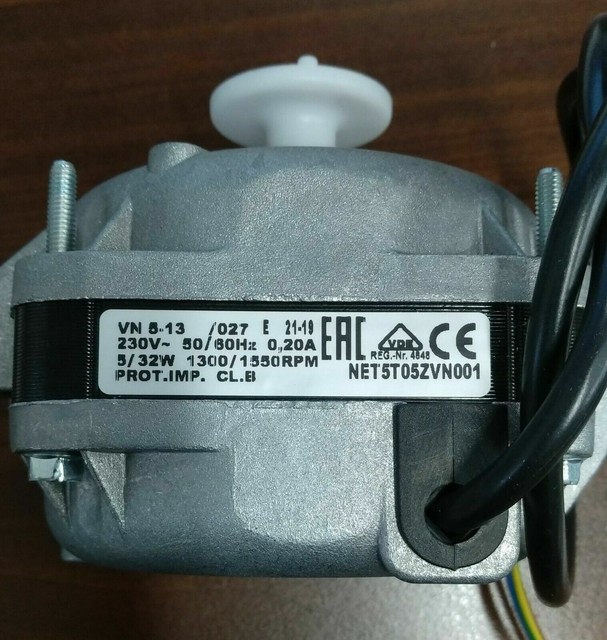 VN 5-13 /027 E 21-19
230V~ 50/60Hz 0,20A
5/32W 1300/1550RPM
PROT.IMP. CL.B
EAC
VDE
REG.-Nr. 4648
CE
NET5T05ZVN001